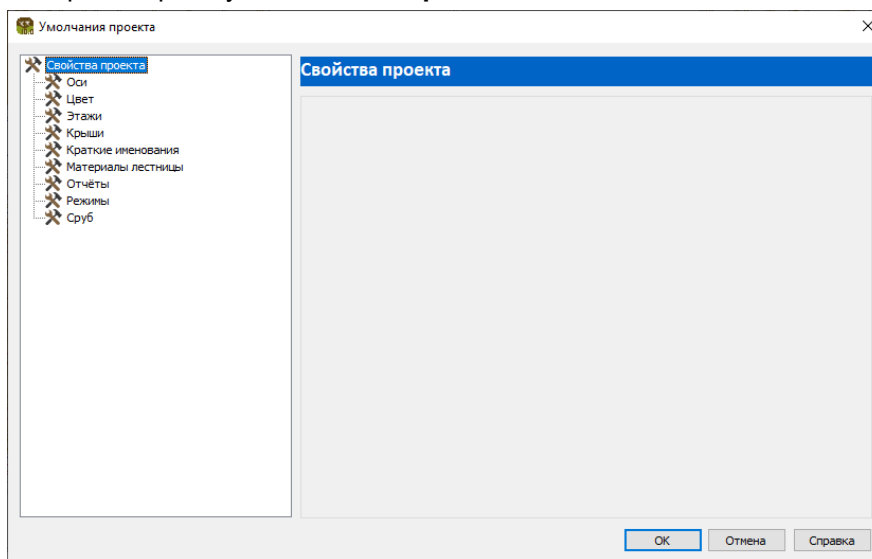 Умолчания проекта
Свойства проекта
Оси
Цвет
Этажи
Крыши
Краткие именования
Материалы лестницы
Отчёты
Режимы
Сруб
Свойства проекта
ОК
Отмена
Справка